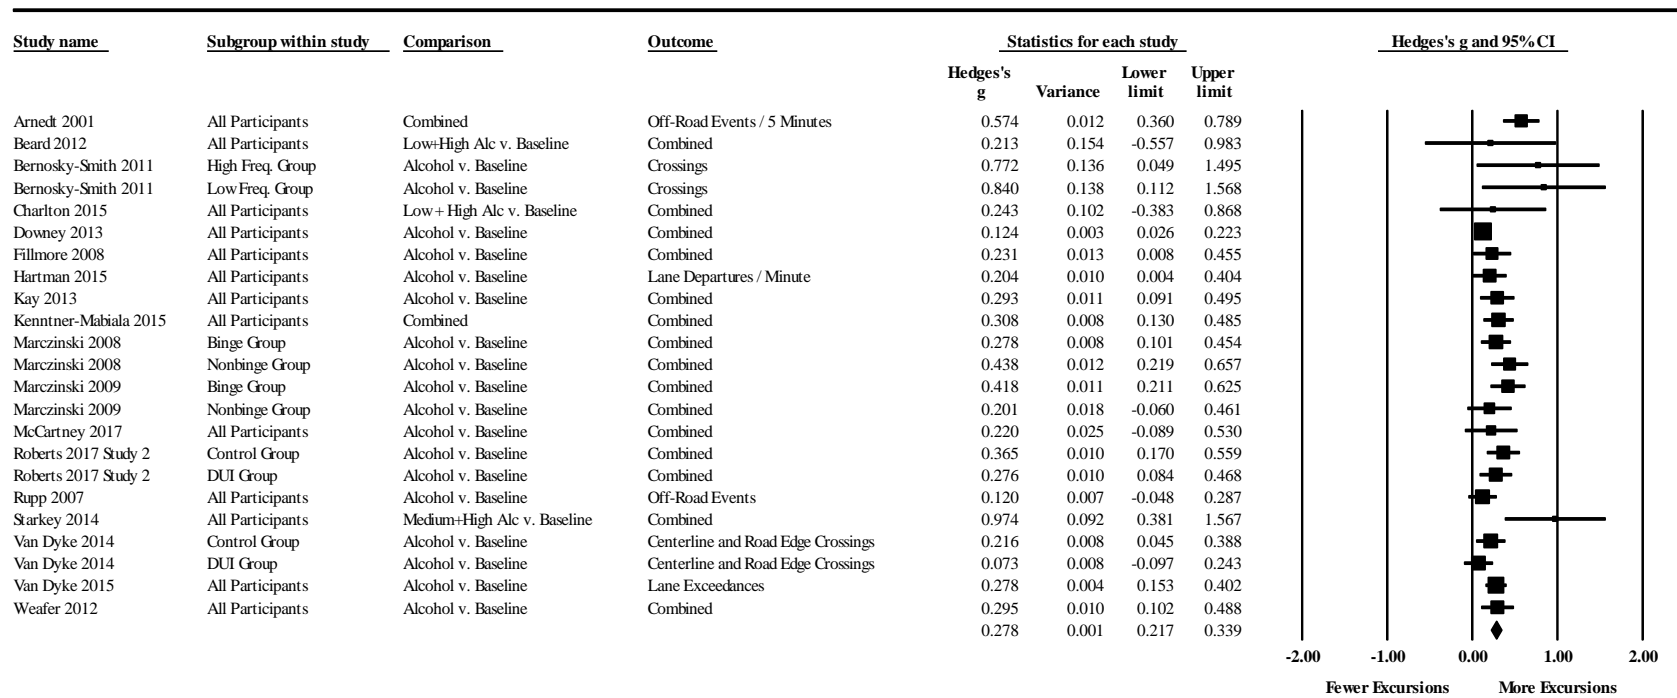 Study name Subgroup within study Comparison Outcome Statistics for each study Hedges's g and 95% CI
Hedges's Lower Upper
g Variance limit limit
Arnedt 2001 All Participants Combined Off-Road Events / 5 Minutes 0.574 0.012 0.360 0.789
Beard 2012 All Participants Low+High Alc v. Baseline Combined 0.213 0.154 -0.557 0.983
Bernosky-Smith 2011 High Freq. Group Alcohol v. Baseline Crossings 0.772 0.136 0.049 1.495
Bernosky-Smith 2011 Low Freq. Group Alcohol v. Baseline Crossings 0.840 0.138 0.112 1.568
Charlton 2015 All Participants Low + High Alc v. Baseline Combined 0.243 0.102 -0.383 0.868
Downey 2013 All Participants Alcohol v. Baseline Combined 0.124 0.003 0.026 0.223
Fillmore 2008 All Participants Alcohol v. Baseline Combined 0.231 0.013 0.008 0.455
Hartman 2015 All Participants Alcohol v. Baseline Lane Departures / Minute 0.204 0.010 0.004 0.404
Kay 2013 All Participants Alcohol v. Baseline Combined 0.293 0.011 0.091 0.495
Kenntner-Mabiala 2015 All Participants Combined Combined 0.308 0.008 0.130 0.485
Marczinski 2008 Binge Group Alcohol v. Baseline Combined 0.278 0.008 0.101 0.454
Marczinski 2008 Nonbinge Group Alcohol v. Baseline Combined 0.438 0.012 0.219 0.657
Marczinski 2009 Binge Group Alcohol v. Baseline Combined 0.418 0.011 0.211 0.625
Marczinski 2009 Nonbinge Group Alcohol v. Baseline Combined 0.201 0.018 -0.060 0.461
McCartney 2017 All Participants Alcohol v. Baseline Combined 0.220 0.025 -0.089 0.530
Roberts 2017 Study 2 Control Group Alcohol v. Baseline Combined 0.365 0.010 0.170 0.559
Roberts 2017 Study 2 DUI Group Alcohol v. Baseline Combined 0.276 0.010 0.084 0.468
Rupp 2007 All Participants Alcohol v. Baseline Off-Road Events 0.120 0.007 -0.048 0.287
Starkey 2014 All Participants Medium+High Alc v. Baseline Combined 0.974 0.092 0.381 1.567
Van Dyke 2014 Control Group Alcohol v. Baseline Centerline and Road Edge Crossings 0.216 0.008 0.045 0.388
Van Dyke 2014 DUI Group Alcohol v. Baseline Centerline and Road Edge Crossings 0.073 0.008 -0.097 0.243
Van Dyke 2015 All Participants Alcohol v. Baseline Lane Exceedances 0.278 0.004 0.153 0.402
Weafer 2012 All Participants Alcohol v. Baseline Combined 0.295 0.010 0.102 0.488
0.278 0.001 0.217 0.339
-2.00 -1.00 0.00 1.00 2.00
Fewer Excursions More Excursions